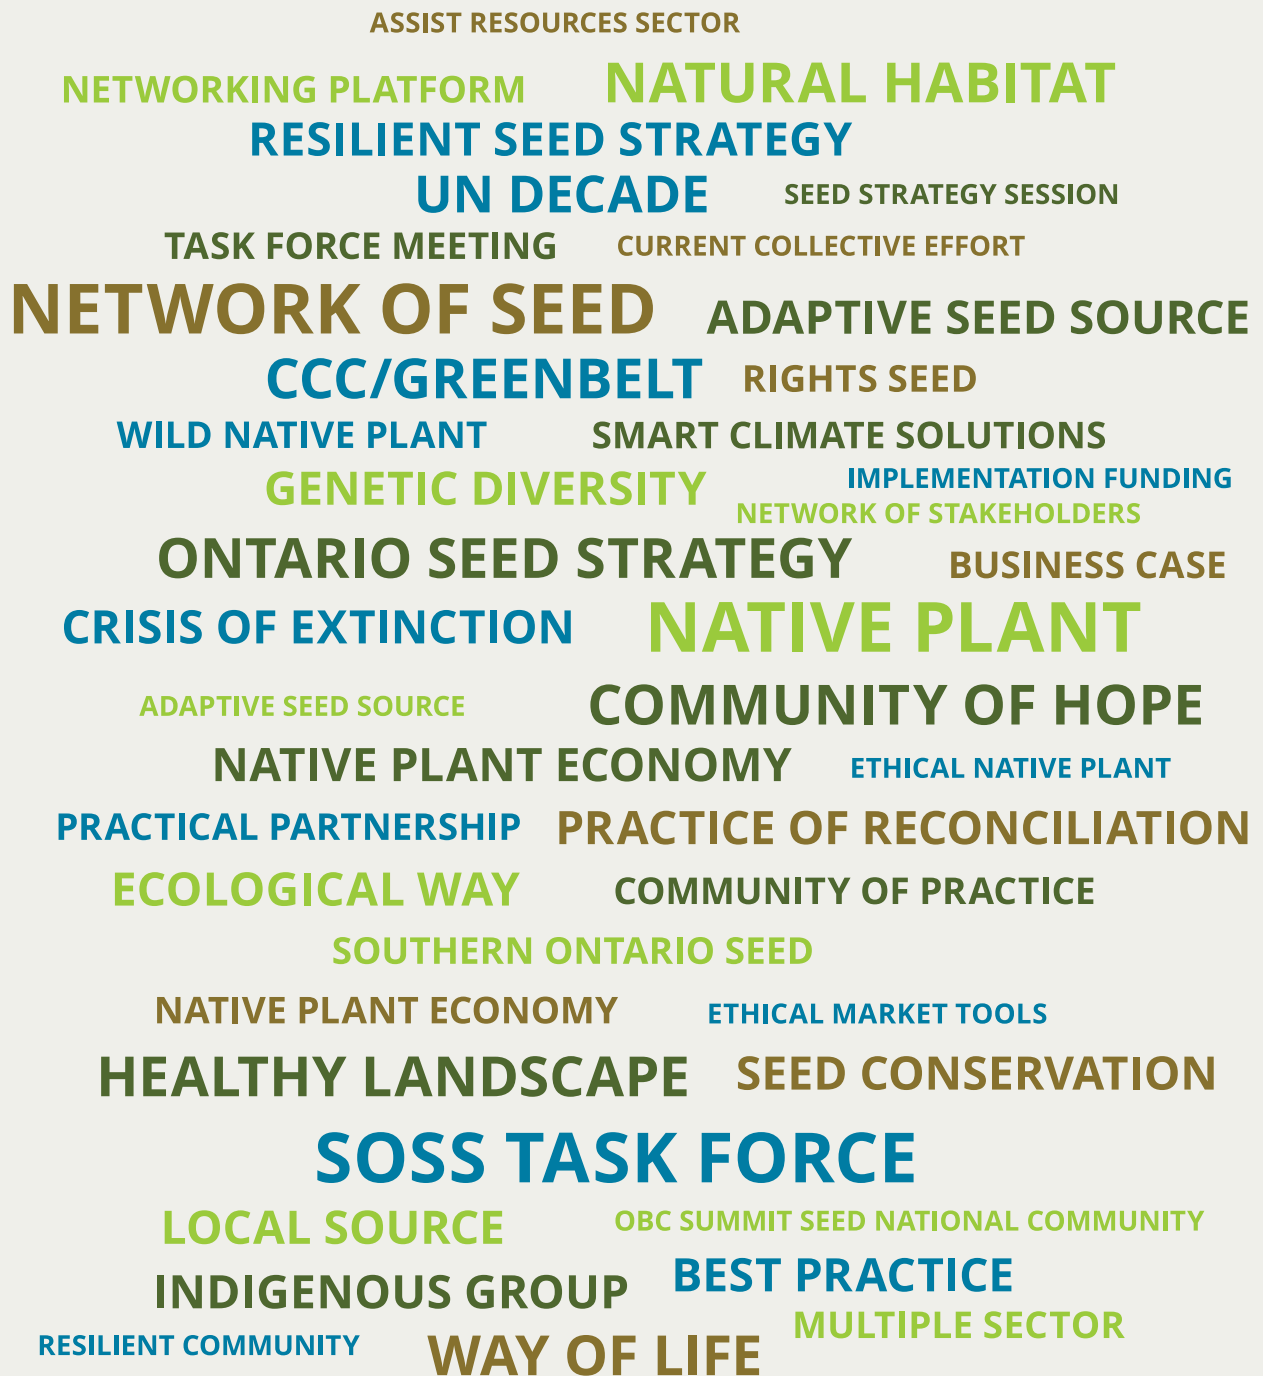 ASSIST RESOURCES SECTOR
NETWORKING PLATFORM
NATURAL HABITAT
RESILIENT SEED STRATEGY
UN DECADE
SEED STRATEGY SESSION
TASK FORCE MEETING
CURRENT COLLECTIVE EFFORT
NETWORK OF SEED
ADAPTIVE SEED SOURCE
CCC/GREENBELT
RIGHTS SEED
WILD NATIVE PLANT
SMART CLIMATE SOLUTIONS
GENETIC DIVERSITY
IMPLEMENTATION FUNDING
NETWORK OF STAKEHOLDERS
ONTARIO SEED STRATEGY
BUSINESS CASE
CRISIS OF EXTINCTION
NATIVE PLANT
ADAPTIVE SEED SOURCE
COMMUNITY OF HOPE
NATIVE PLANT ECONOMY
ETHICAL NATIVE PLANT
PRACTICAL PARTNERSHIP
PRACTICE OF RECONCILIATION
ECOLOGICAL WAY
COMMUNITY OF PRACTICE
SOUTHERN ONTARIO SEED
NATIVE PLANT ECONOMY
ETHICAL MARKET TOOLS
HEALTHY LANDSCAPE
SEED CONSERVATION
SOSS TASK FORCE
LOCAL SOURCE
OBC SUMMIT SEED NATIONAL COMMUNITY
INDIGENOUS GROUP
BEST PRACTICE
MULTIPLE SECTOR
RESILIENT COMMUNITY
WAY OF LIFE